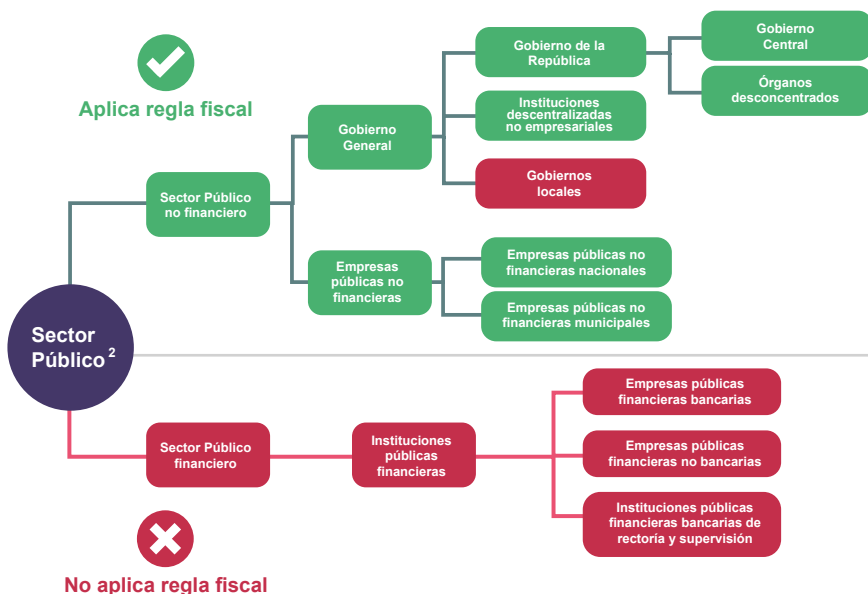 Aplica regla fiscal
Sector Público
2
Sector Público
no financiero
Gobierno
General
Gobierno de la
República
Gobierno
Central
Órganos
desconcentrados
Instituciones
descentralizadas
no empresariales
Gobiernos
locales
Empresas
públicas no
financieras
Empresas públicas no
financieras nacionales
Empresas públicas no
financieras municipales
Sector Público
financiero
Instituciones
públicas
financieras
Empresas públicas
financieras bancarias
Empresas públicas
financieras no bancarias
Instituciones públicas
financieras bancarias de
rectoría y supervisión
No aplica regla fiscal